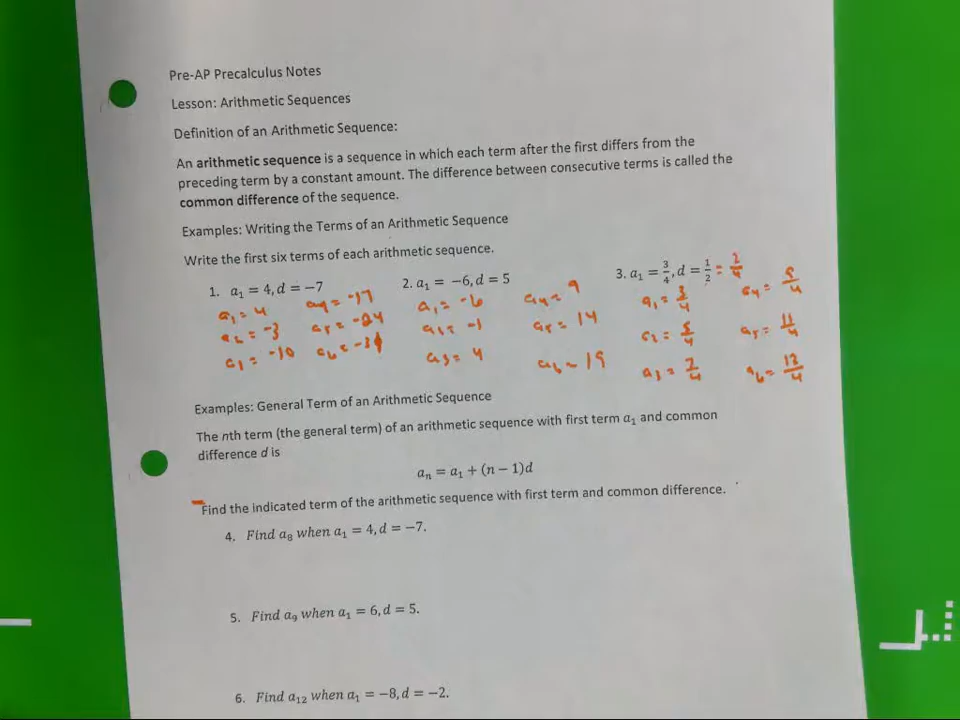 Pre-AP Precalculus Notes
Lesson: Arithmetic Sequences
Definition of an Arithmetic Sequence:
An arithmetic sequence is a sequence in which each term after the first differs from the
preceding term by a constant amount. The difference between consecutive terms is called the
common difference of the sequence.
Examples: Writing the Terms of an Arithmetic Sequence
Write the first six terms of each arithmetic sequence.
1. a₁ = 4, d = −7
a₁ = 4
a₂ = -3
a₃ = -10
a₄ = -17
a₅ = -24
a₆ = -31
2. a₁ = −6, d = 5
a₁ = -6
a₂ = -1
a₃ = 4
a₄ = 9
a₅ = 14
a₆ = 19
3. a₁ = 3/4, d = 1/2 = 2/4
a₁ = 3/4
a₂ = 5/4
a₃ = 7/4
a₅ = 11/4
a₆ = 13/4
Examples: General Term of an Arithmetic Sequence
The nth term (the general term) of an arithmetic sequence with first term a₁ and common
difference d is
aₙ = a₁ + (n − 1)d
Find the indicated term of the arithmetic sequence with first term and common difference.
4. Find a₈ when a₁ = 4, d = −7.
5. Find a₉ when a₁ = 6, d = 5.
6. Find a₁₂ when a₁ = −8, d = −2.